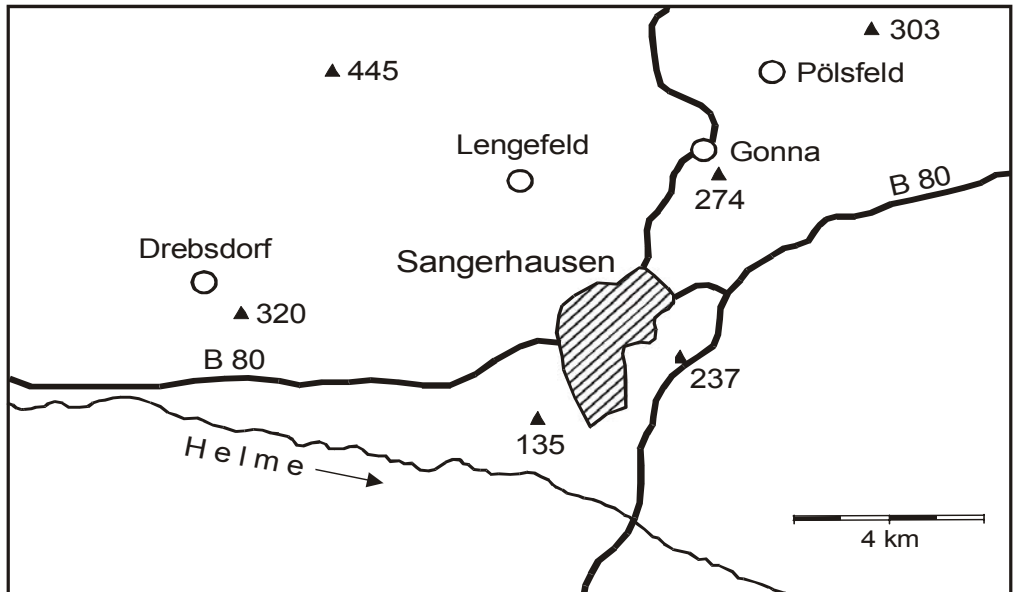 303
445
Pölsfeld
Lengefeld
Gonna
B 80
274
Drebsdorf
Sangerhausen
320
B 80
237
135
Helme
4 km